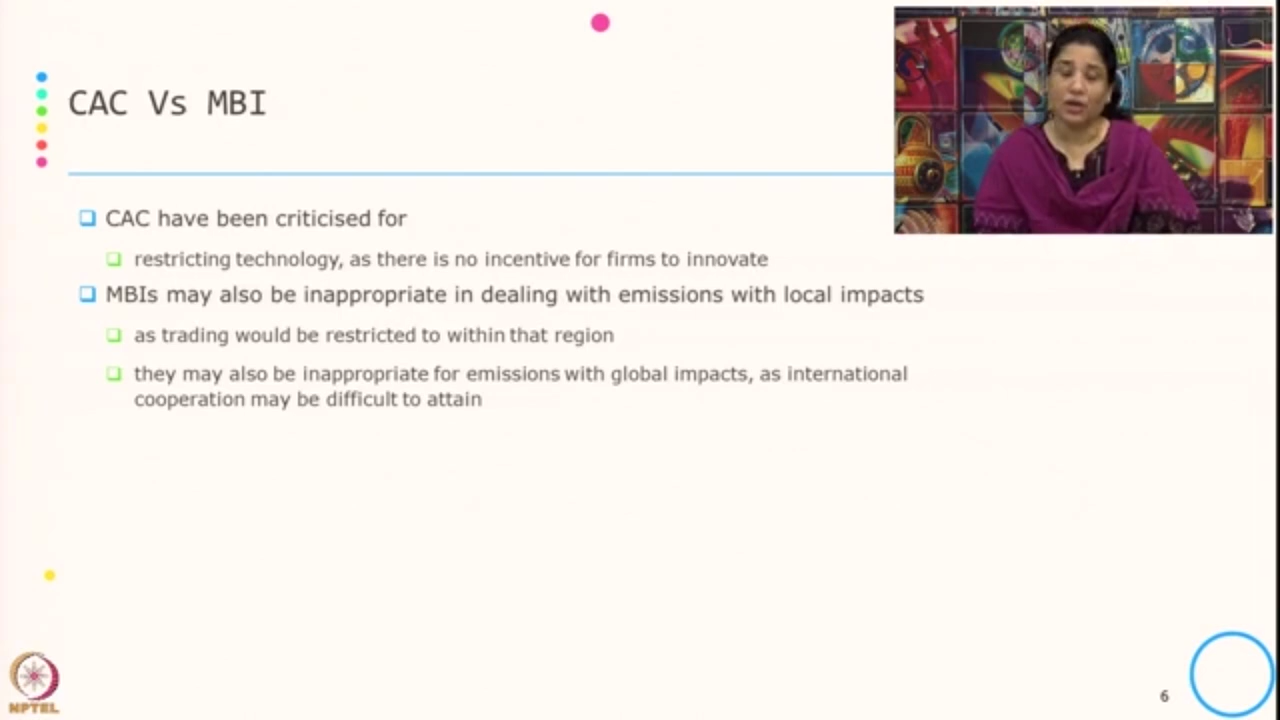 CAC Vs MBI
CAC have been criticised for
restricting technology, as there is no incentive for firms to innovate
MBIs may also be inappropriate in dealing with emissions with local impacts
as trading would be restricted to within that region
they may also be inappropriate for emissions with global impacts, as international
cooperation may be difficult to attain
NPTEL
6